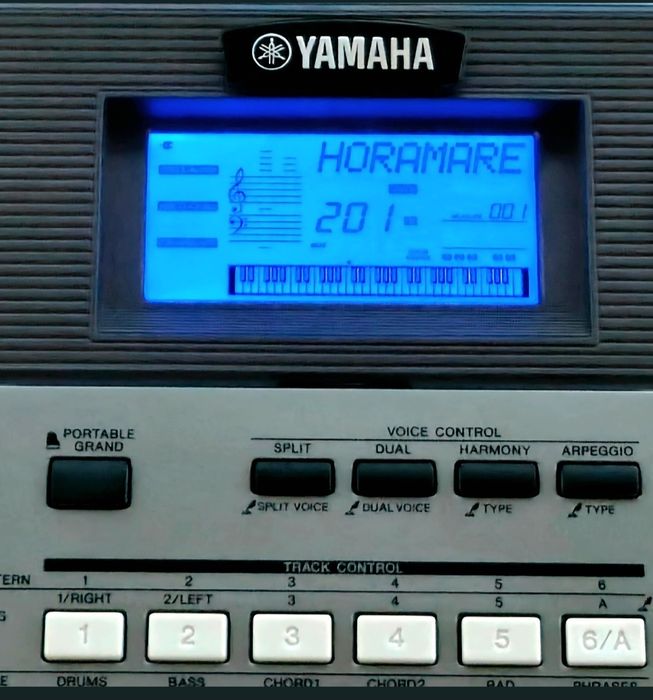 YAMAHA
HORAMARE
201
001
PORTABLE
GRAND
VOICE CONTROL
SPLIT DUAL HARMONY ARPEGGIO
SPLIT VOICE DUAL VOICE TYPE TYPE
TRACK CONTROL
ERN 1 2 3 4 5 6
1/RIGHT 2/LEFT 3 4 5 A
1 2 3 4 5 6/A
DRUMS BASS CHORD1 CHORD2 PAD PHRASES